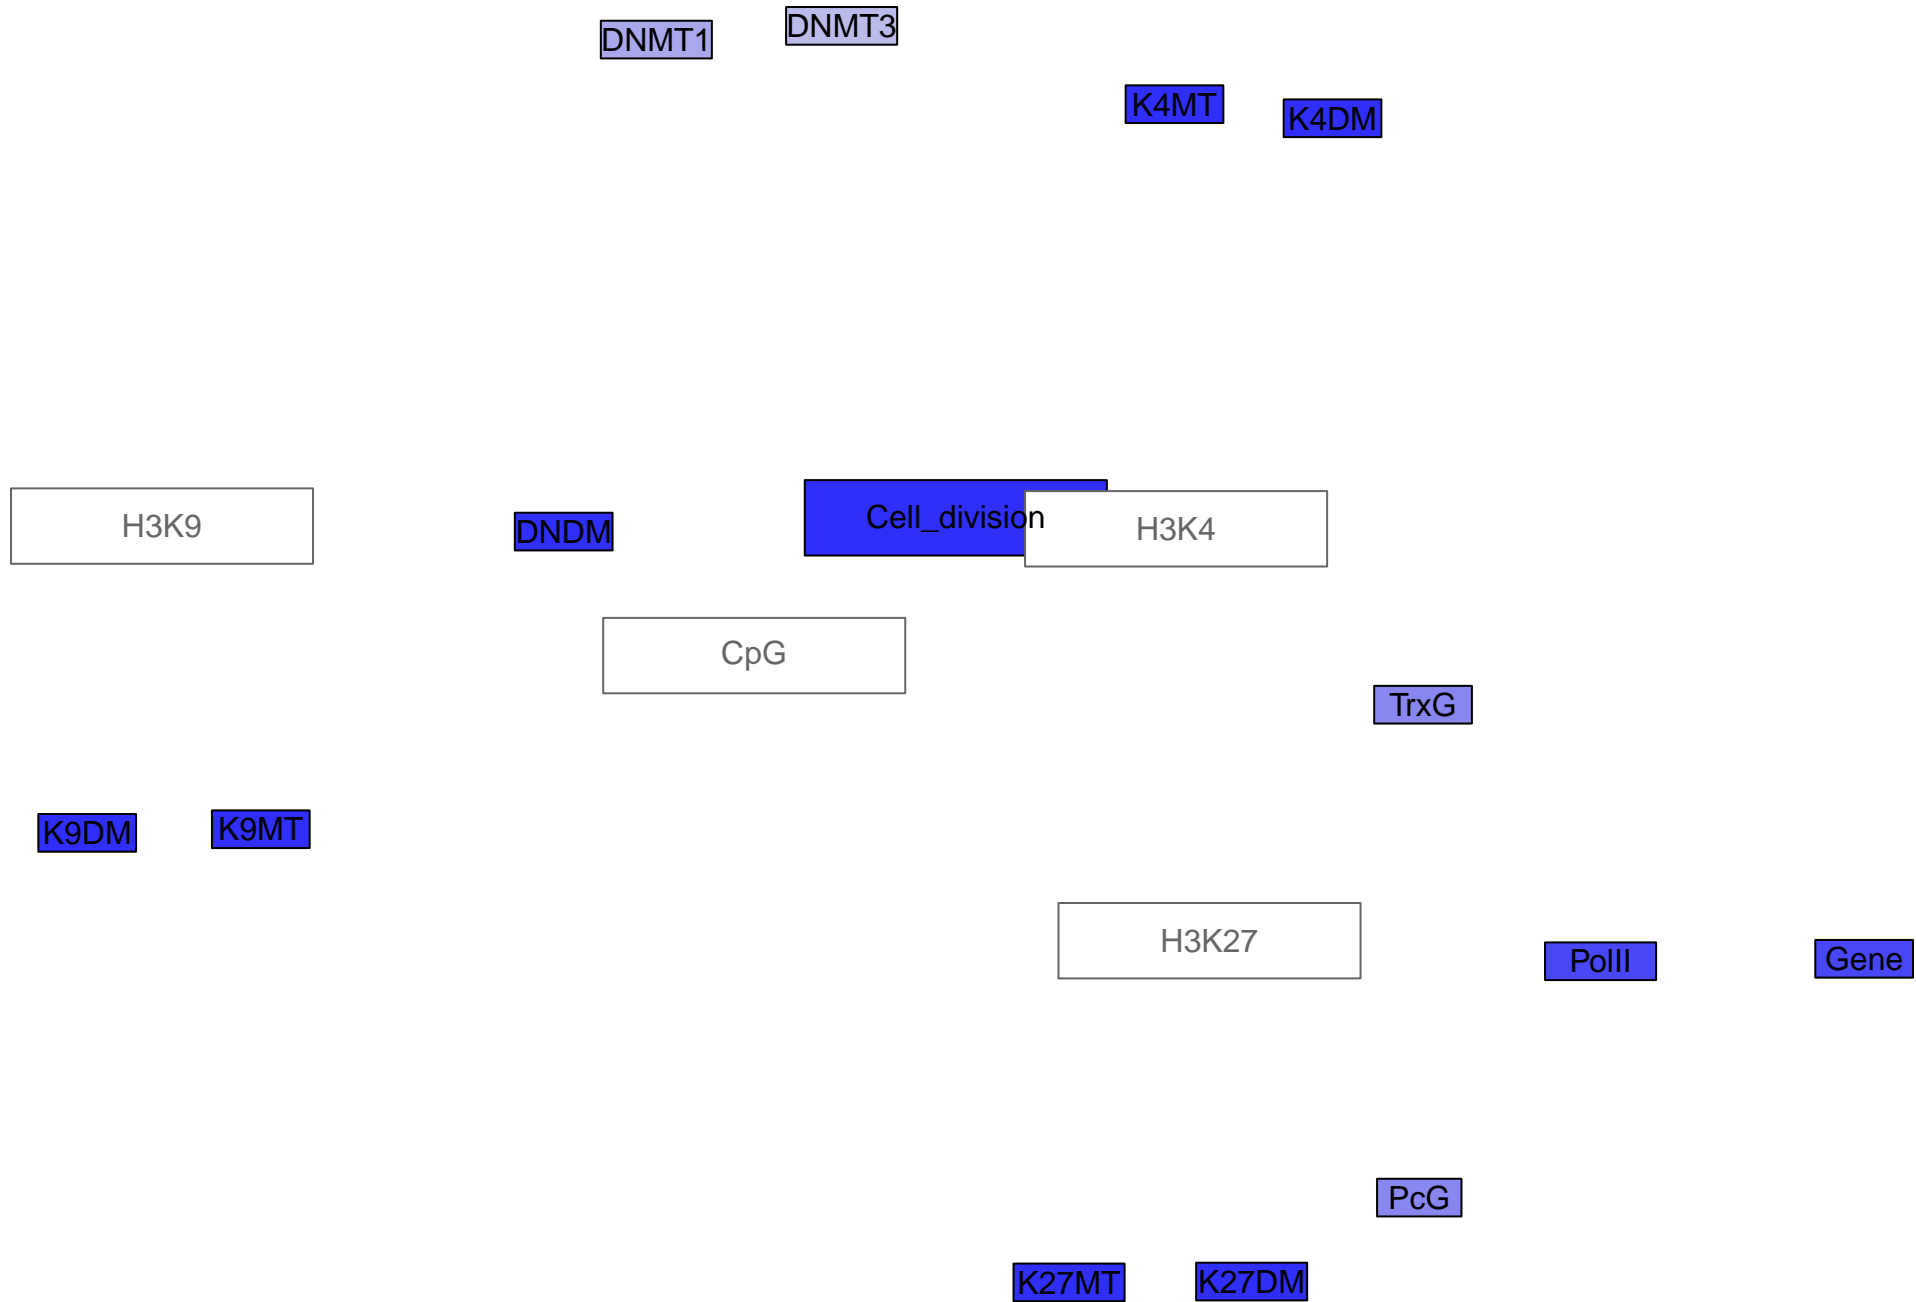 DNMT1
DNMT3
K4MT
K4DM
H3K9
DNDM
Cell_division
H3K4
CpG
TrxG
K9DM
K9MT
H3K27
PolII
Gene
PcG
K27MT
K27DM